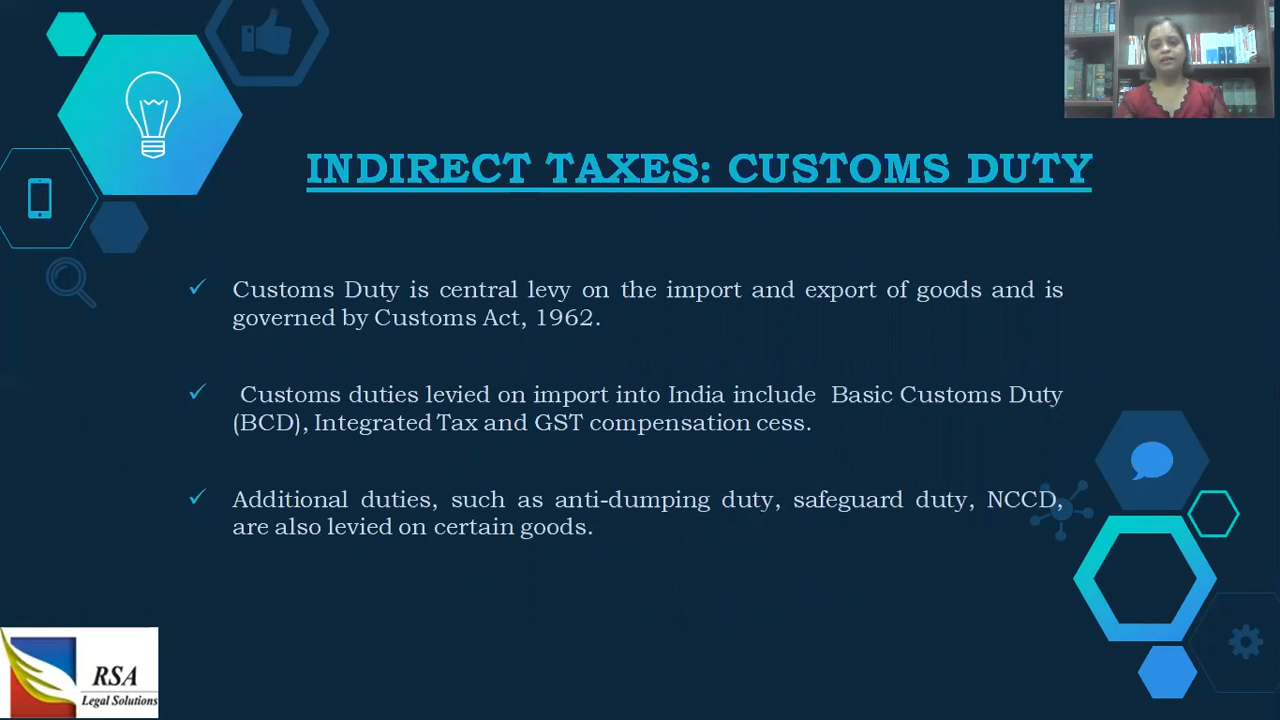 INDIRECT TAXES: CUSTOMS DUTY
Customs Duty is central levy on the import and export of goods and is
governed by Customs Act, 1962.
Customs duties levied on import into India include Basic Customs Duty
(BCD), Integrated Tax and GST compensation cess.
Additional duties, such as anti-dumping duty, safeguard duty, NCCD,
are also levied on certain goods.
RSA
Legal Solutions